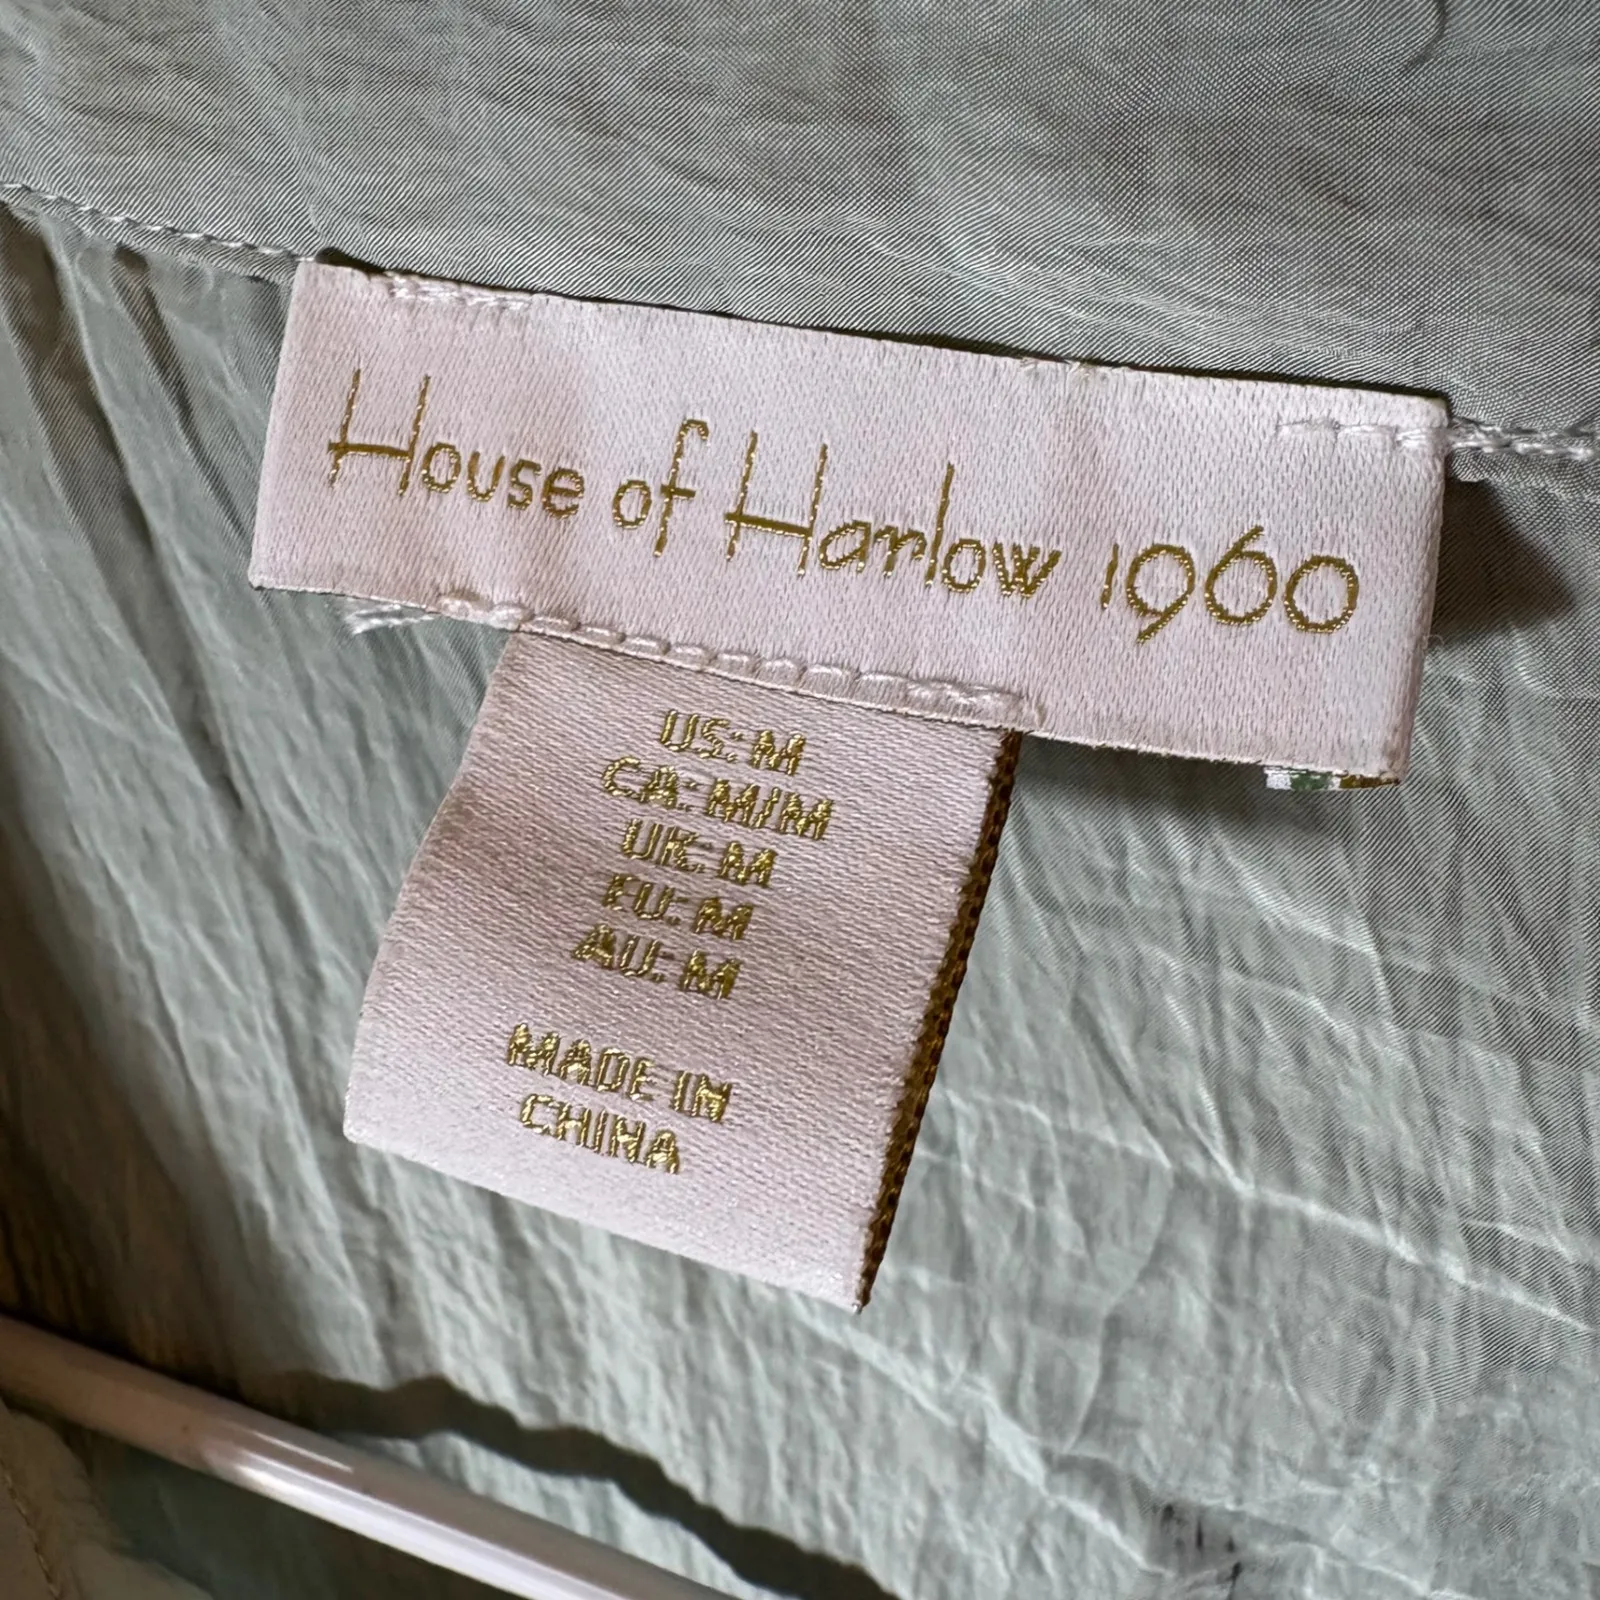 House of Harlow 1960
US: M
CA: M/M
UK: M
EU: M
AU: M
MADE IN
CHINA